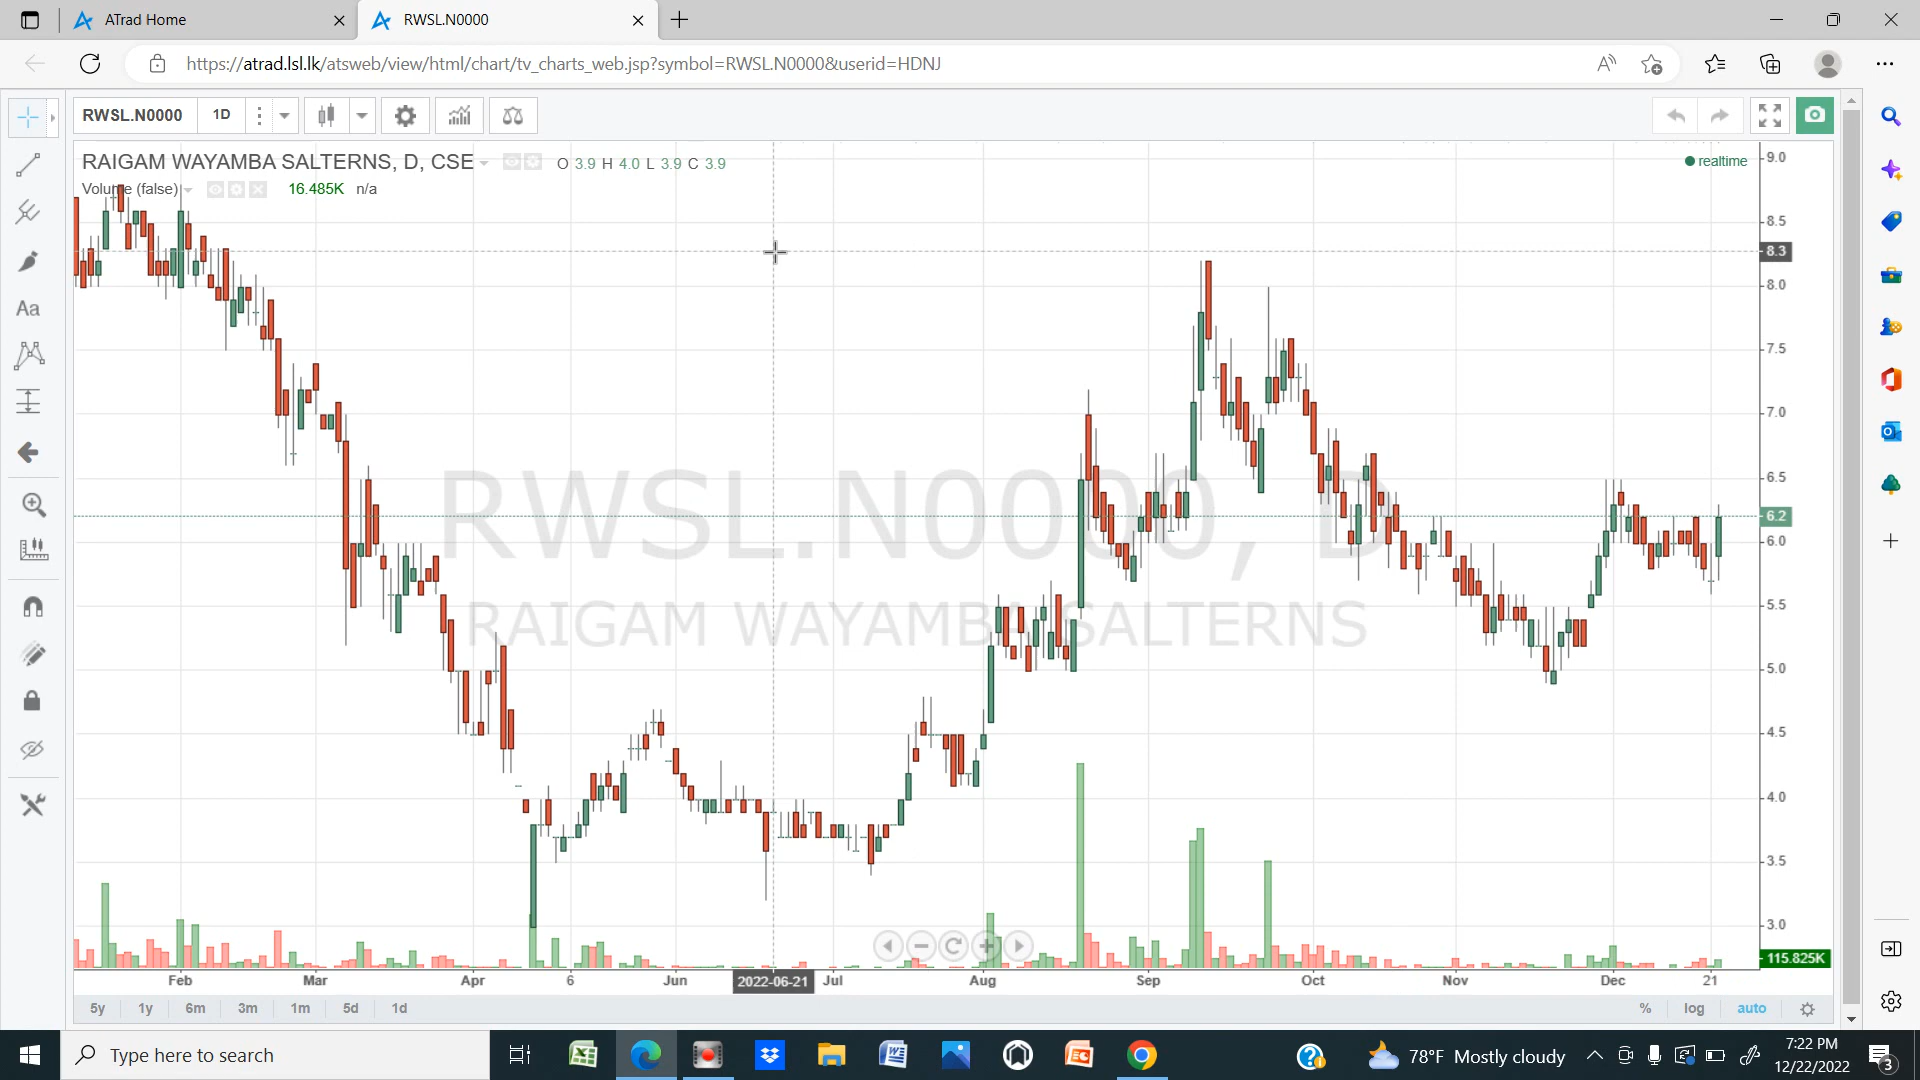 ATrad Home
RWSL.N0000
https://atrad.lsl.lk/atsweb/view/html/chart/tv_charts_web.jsp?symbol=RWSL.N0000&userid=HDNJ
RWSL.N0000 1D
RAIGAM WAYAMBA SALTERNS, D, CSE O 3.9 H 4.0 L 3.9 C 3.9
realtime
Volume (false) 16.485K n/a
Aa
RWSL.N0000, D
RAIGAM WAYAMBA SALTERNS
9.0
8.5
8.3
8.0
7.5
7.0
6.5
6.2
6.0
5.5
5.0
4.5
4.0
3.5
3.0
115.825K
Feb Mar Apr 6 Jun 2022-06-21 Jul Aug Sep Oct Nov Dec 21
5y 1y 6m 3m 1m 5d 1d % log auto
Type here to search
78°F Mostly cloudy
7:22 PM
12/22/2022
3